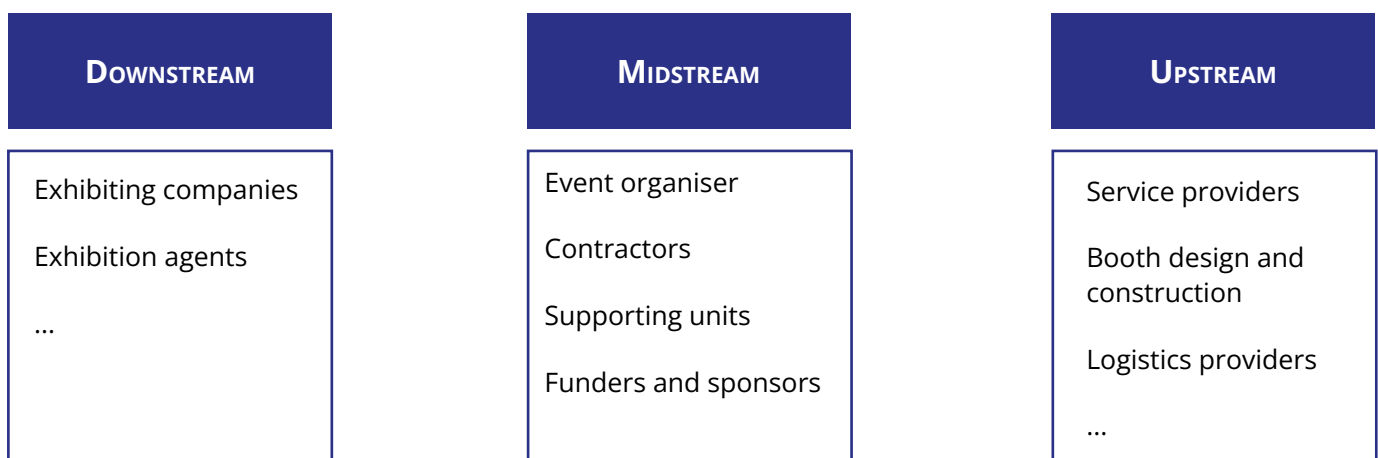 DOWNSTREAM
Exhibiting companies
Exhibition agents
...
MIDSTREAM
Event organiser
Contractors
Supporting units
Funders and sponsors
UPSTREAM
Service providers
Booth design and
construction
Logistics providers
...